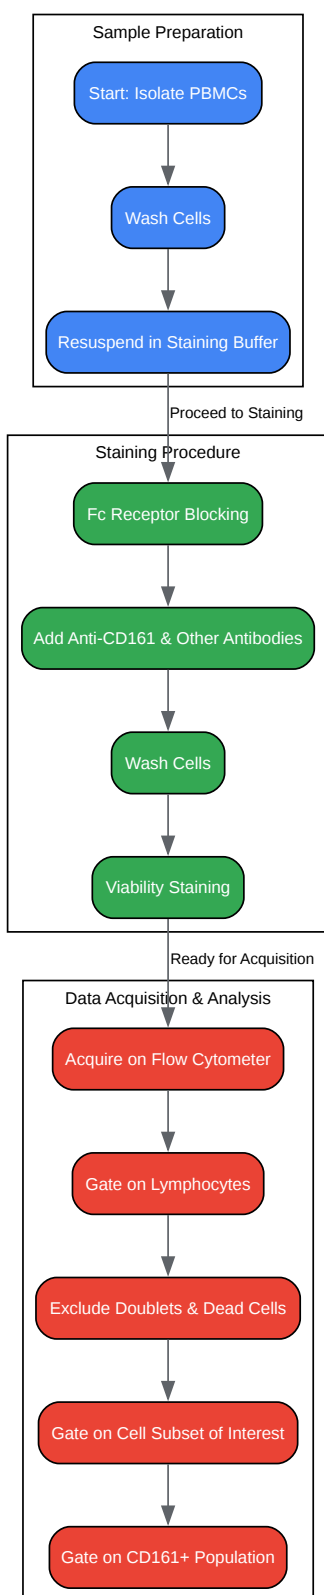 Sample Preparation
Start: Isolate PBMCs
Wash Cells
Resuspend in Staining Buffer
Proceed to Staining
Staining Procedure
Fc Receptor Blocking
Add Anti-CD161 & Other Antibodies
Wash Cells
Viability Staining
Ready for Acquisition
Data Acquisition & Analysis
Acquire on Flow Cytometer
Gate on Lymphocytes
Exclude Doublets & Dead Cells
Gate on Cell Subset of Interest
Gate on CD161+ Population